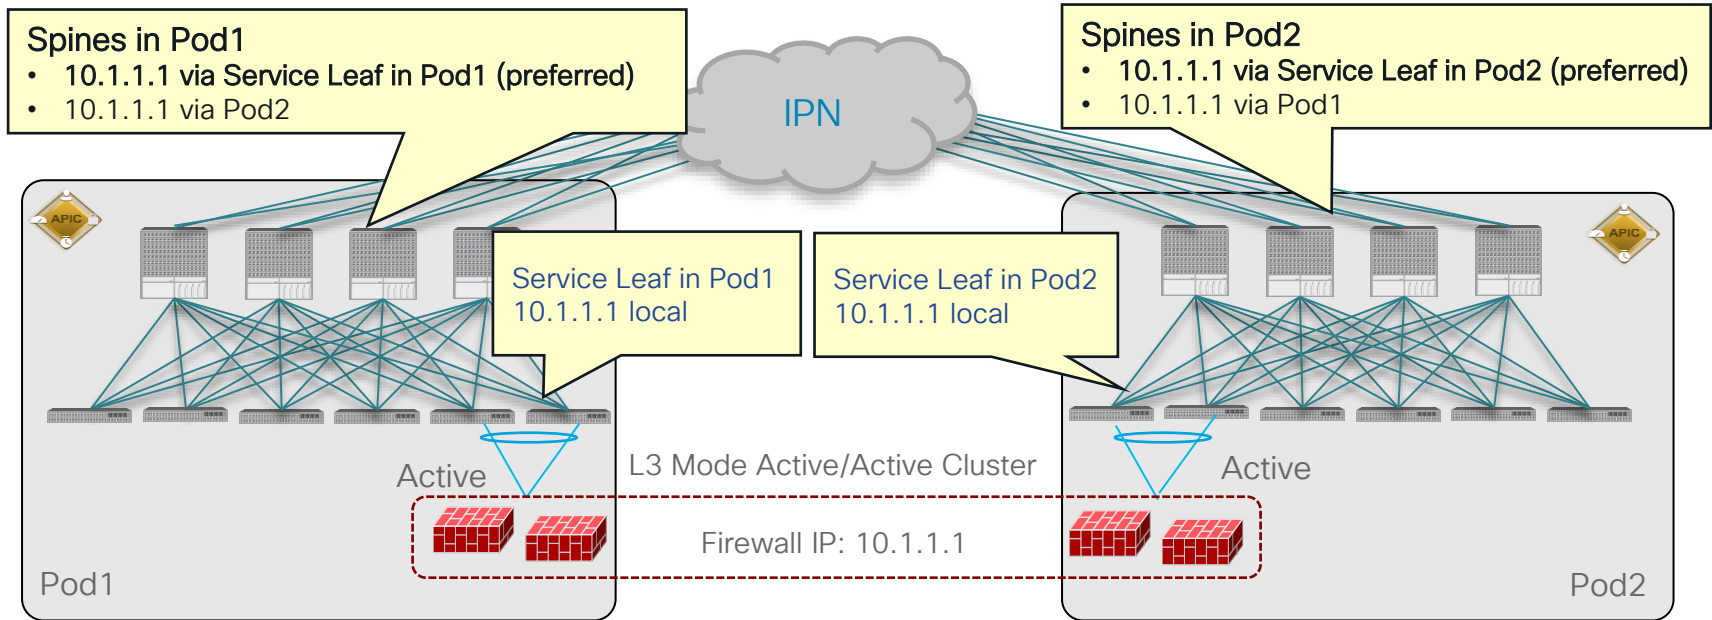 Spines in Pod1
• 10.1.1.1 via Service Leaf in Pod1 (preferred)
• 10.1.1.1 via Pod2
Spines in Pod2
• 10.1.1.1 via Service Leaf in Pod2 (preferred)
• 10.1.1.1 via Pod1
IPN
APIC
APIC
Service Leaf in Pod1
10.1.1.1 local
Service Leaf in Pod2
10.1.1.1 local
Active
L3 Mode Active/Active Cluster
Active
Firewall IP: 10.1.1.1
Pod1
Pod2